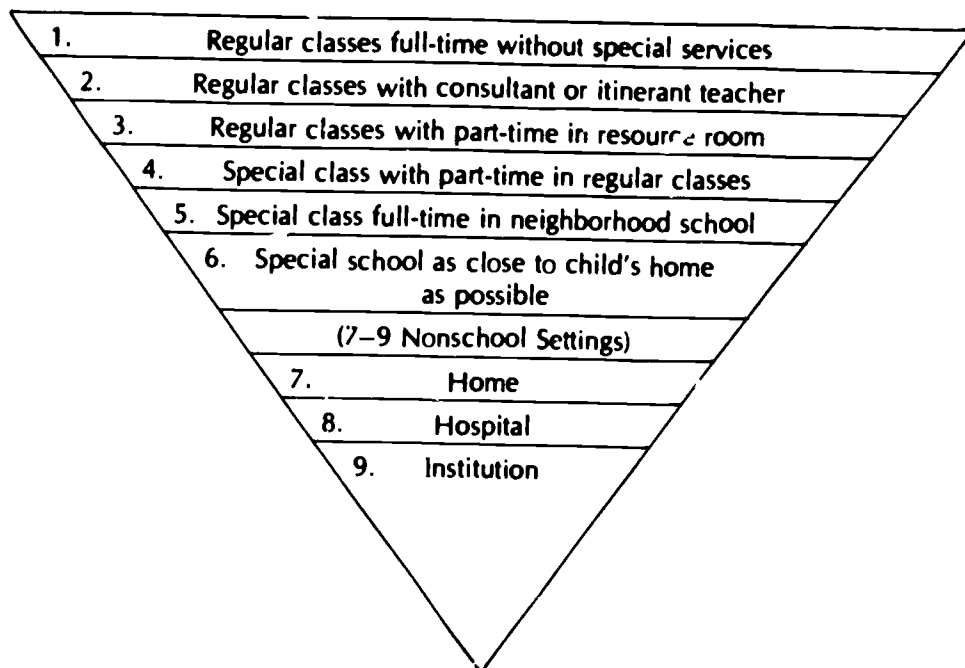 1. Regular classes full-time without special services
2. Regular classes with consultant or itinerant teacher
3. Regular classes with part-time in resource room
4. Special class with part-time in regular classes
5. Special class full-time in neighborhood school
6. Special school as close to child's home
as possible
(7–9 Nonschool Settings)
7. Home
8. Hospital
9. Institution